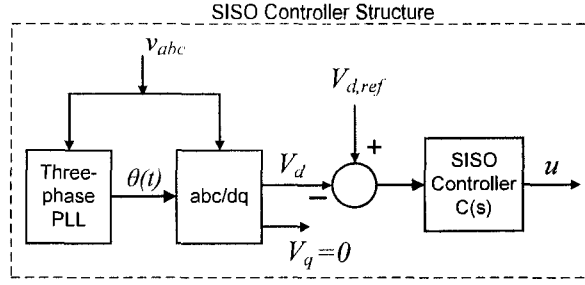 SISO Controller Structure
v_abc
V_d,ref
+
Three-
phase
PLL
θ(t)
abc/dq
V_d
−
SISO
Controller
C(s)
u
V_q=0